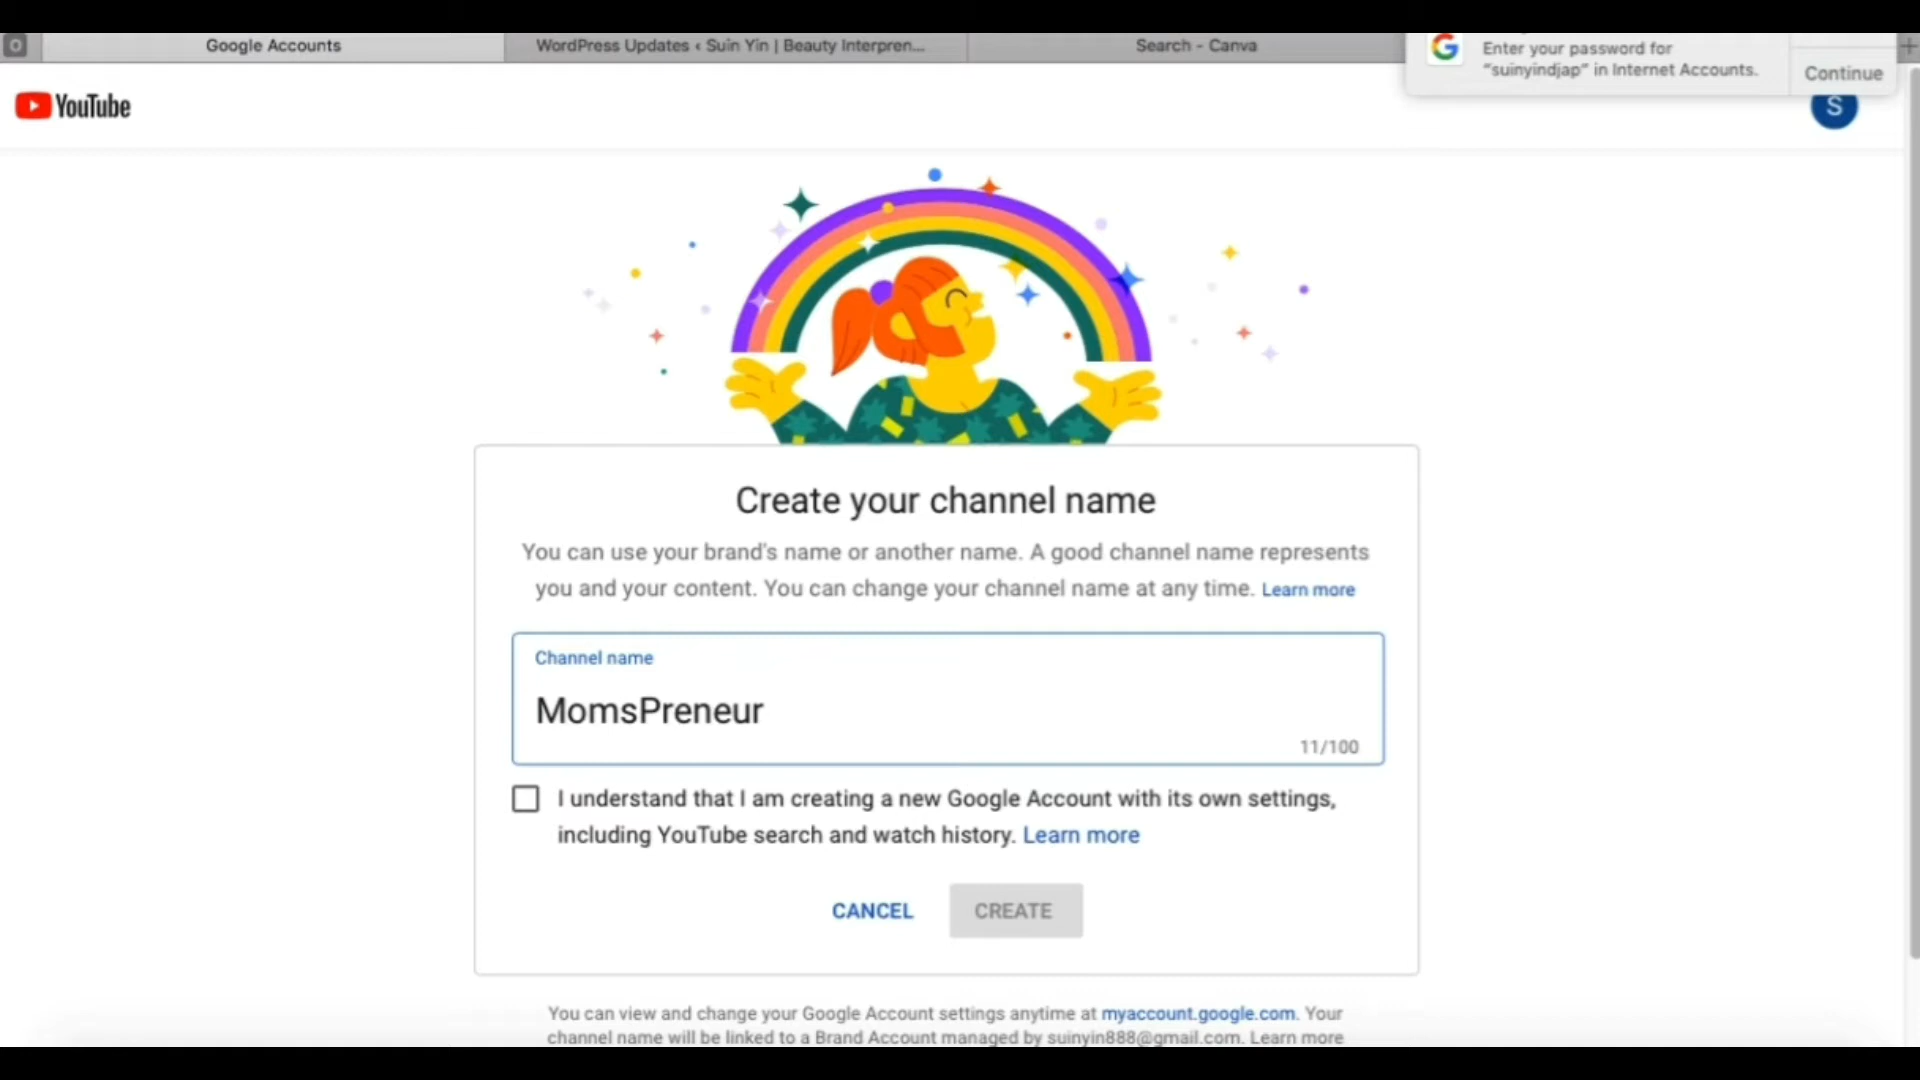 Google Accounts
WordPress Updates ‹ Suin Yin | Beauty Interpren...
Search - Canva
Enter your password for
"suinyindjap" in Internet Accounts.
Continue
YouTube
S
Create your channel name
You can use your brand's name or another name. A good channel name represents
you and your content. You can change your channel name at any time. Learn more
Channel name
MomsPreneur
11/100
I understand that I am creating a new Google Account with its own settings,
including YouTube search and watch history. Learn more
CANCEL
CREATE
You can view and change your Google Account settings anytime at myaccount.google.com. Your
channel name will be linked to a Brand Account managed by suinyin888@gmail.com. Learn more